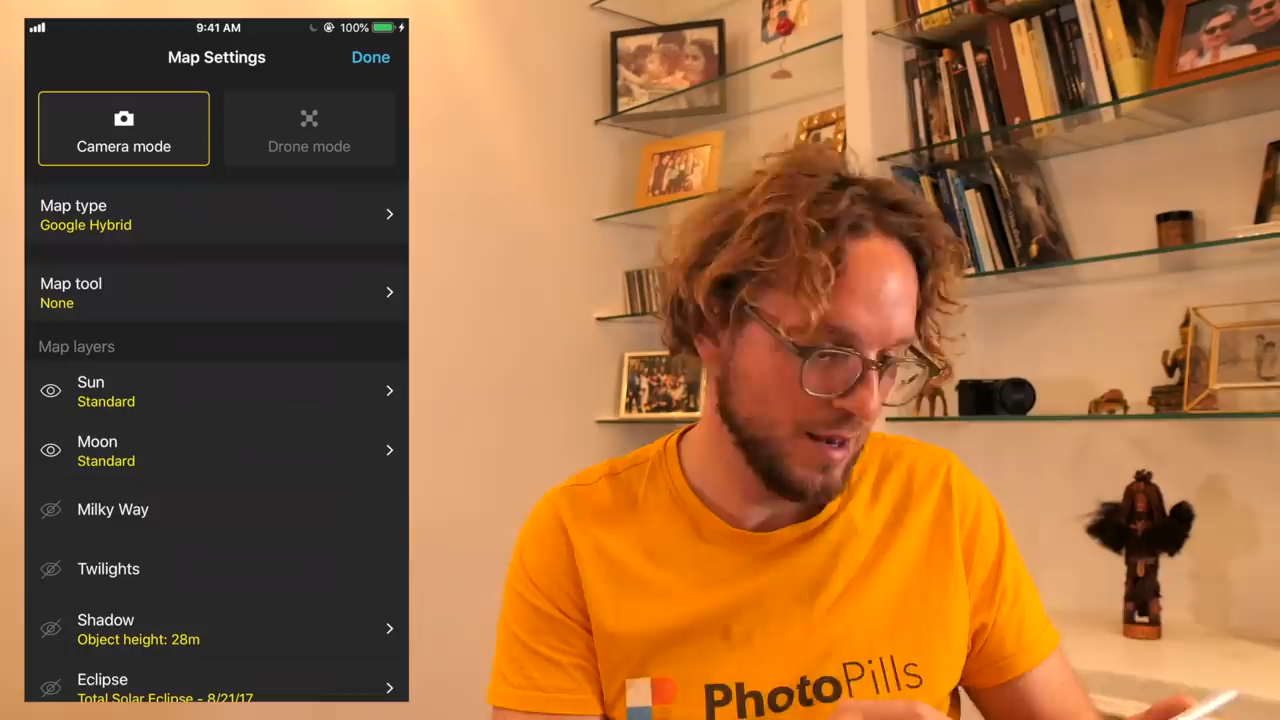 9:41 AM
100%
Map Settings
Done
Camera mode
Drone mode
Map type
Google Hybrid
Map tool
None
Map layers
Sun
Standard
Moon
Standard
Milky Way
Twilights
Shadow
Object height: 28m
Eclipse
Total Solar Eclipse - 8/21/17
PhotoPills